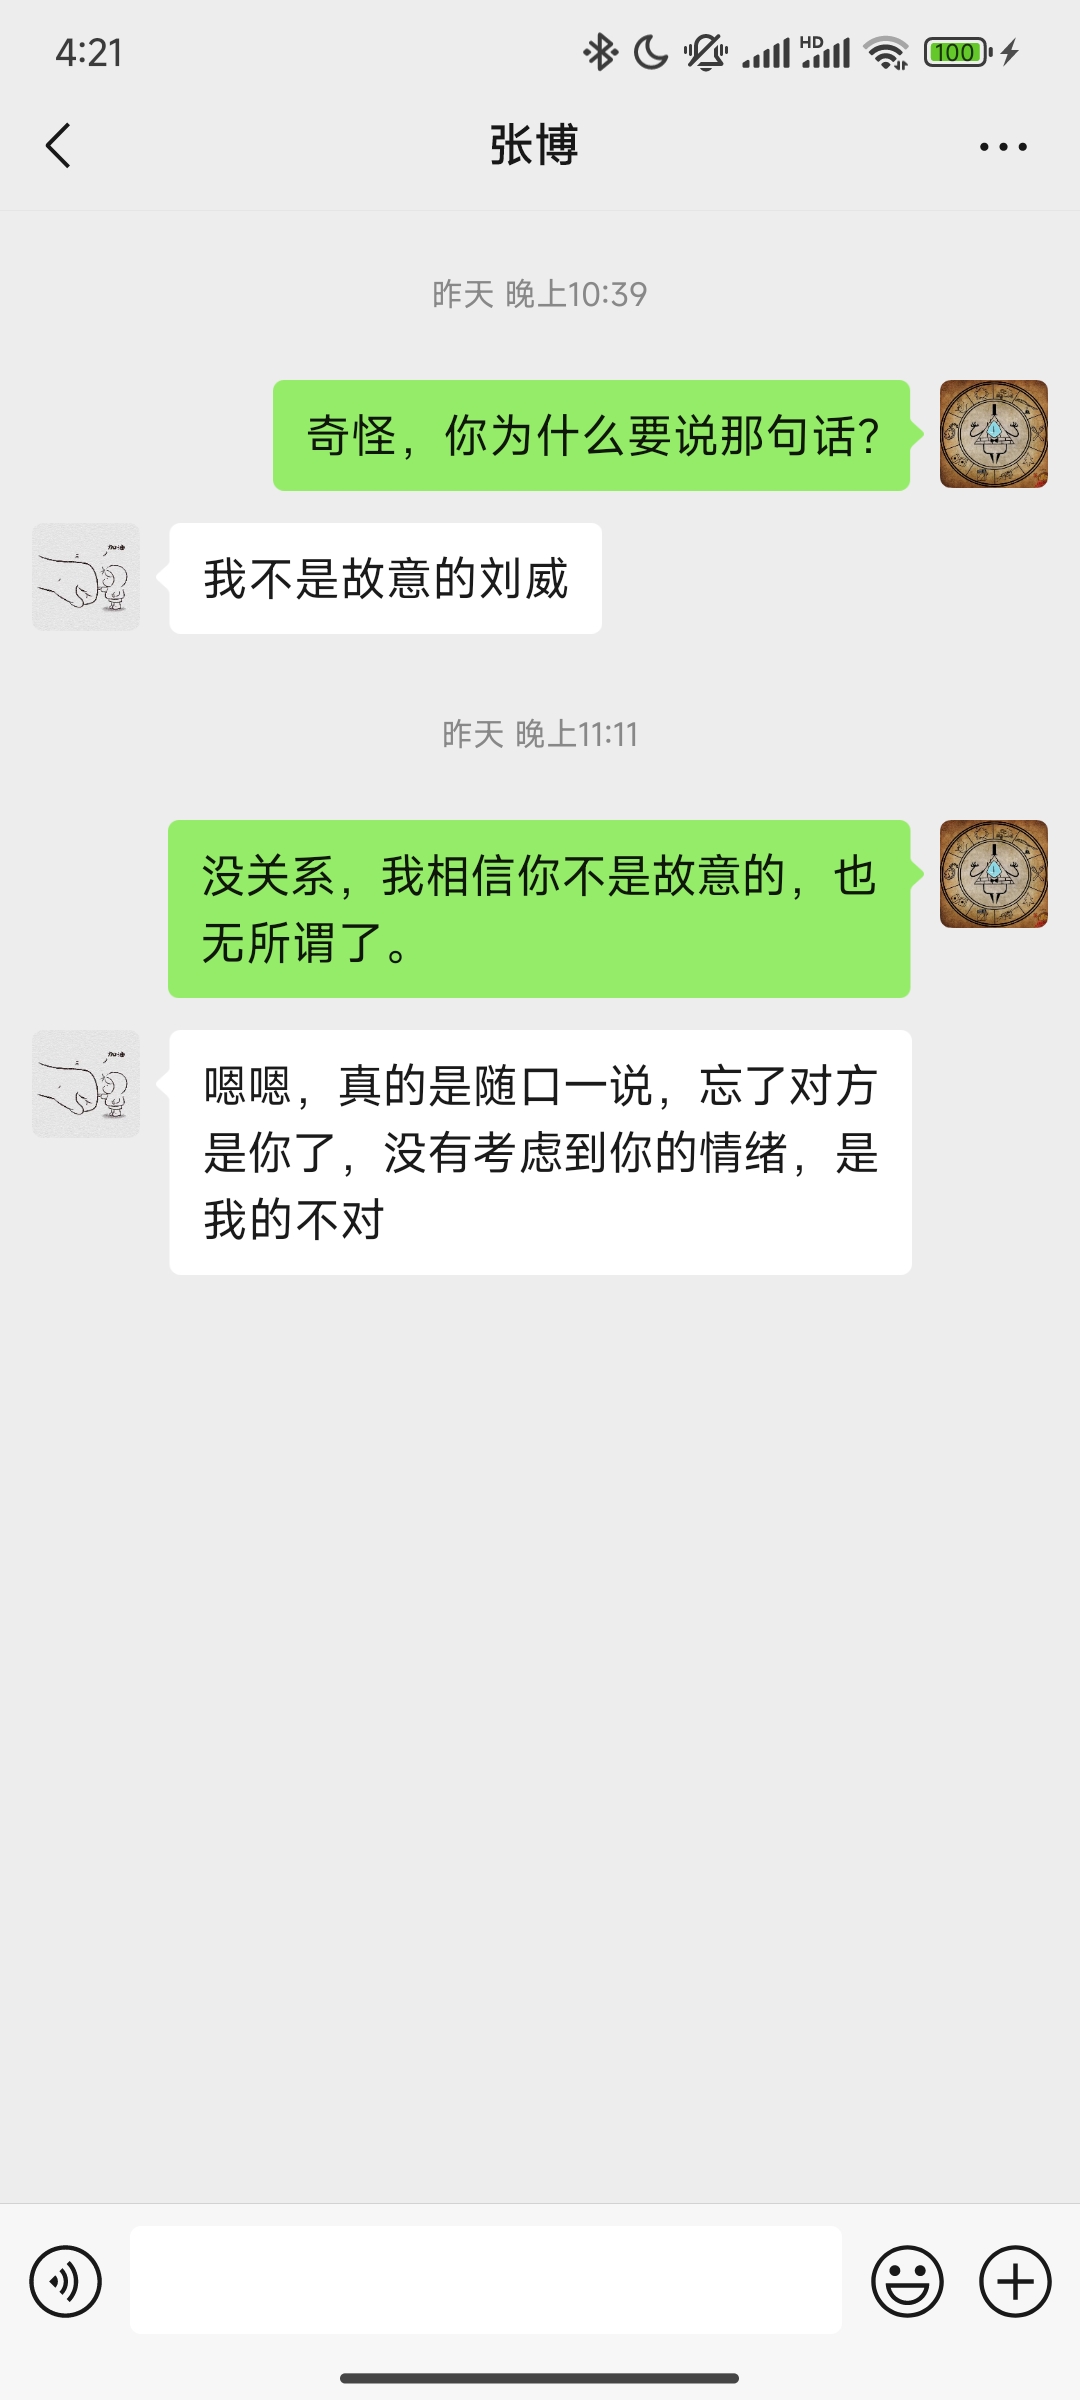 4:21
HD
100
张博
昨天 晚上10:39
奇怪，你为什么要说那句话？
我不是故意的刘威
昨天 晚上11:11
没关系，我相信你不是故意的，也
无所谓了。
嗯嗯，真的是随口一说，忘了对方
是你了，没有考虑到你的情绪，是
我的不对